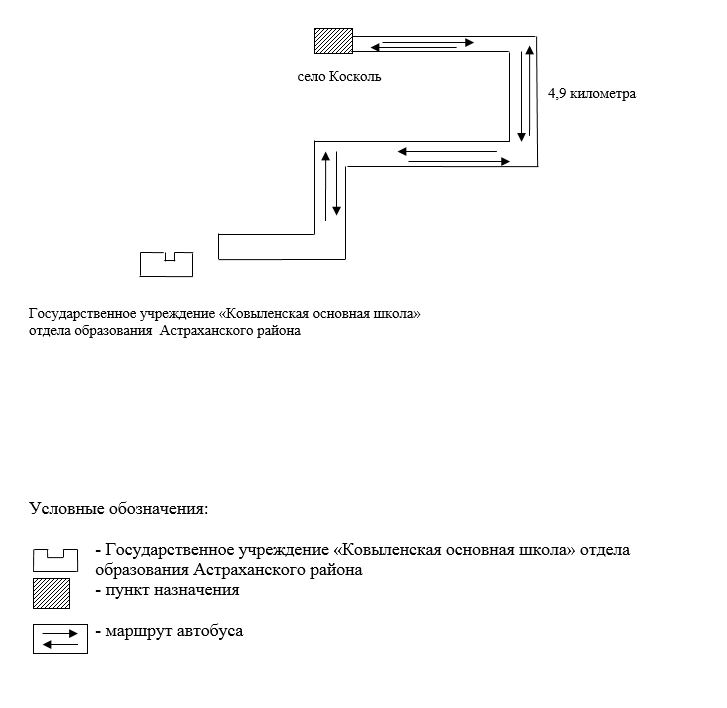 село Косколь
4,9 километра
Государственное учреждение «Ковыленская основная школа»
отдела образования Астраханского района
Условные обозначения:
- Государственное учреждение «Ковыленская основная школа» отдела
образования Астраханского района
- пункт назначения
- маршрут автобуса